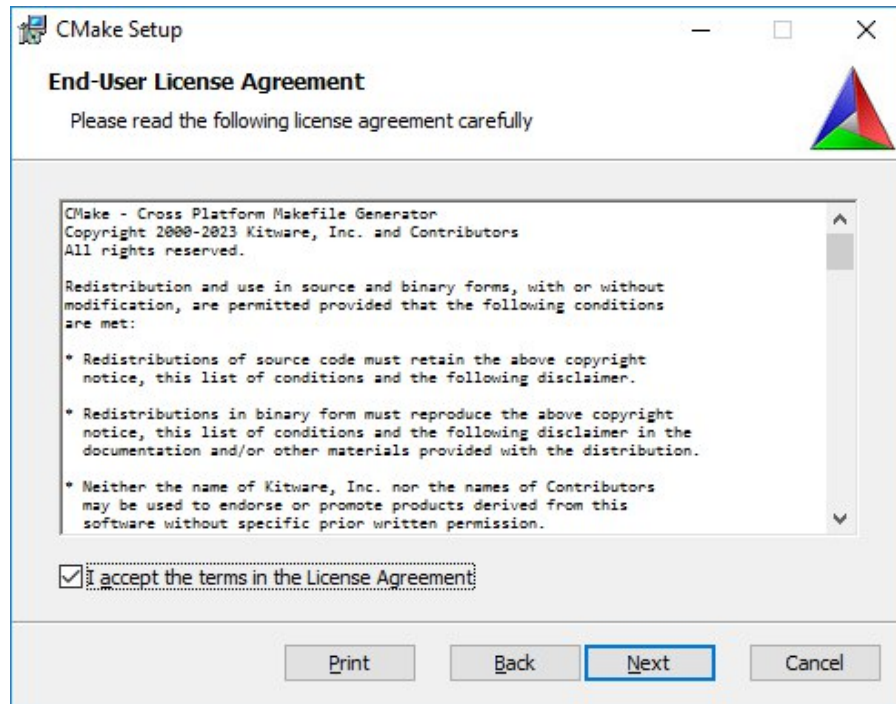 CMake Setup
End-User License Agreement
Please read the following license agreement carefully
CMake - Cross Platform Makefile Generator
Copyright 2000-2023 Kitware, Inc. and Contributors
All rights reserved.
Redistribution and use in source and binary forms, with or without
modification, are permitted provided that the following conditions
are met:
* Redistributions of source code must retain the above copyright
notice, this list of conditions and the following disclaimer.
* Redistributions in binary form must reproduce the above copyright
notice, this list of conditions and the following disclaimer in the
documentation and/or other materials provided with the distribution.
* Neither the name of Kitware, Inc. nor the names of Contributors
may be used to endorse or promote products derived from this
software without specific prior written permission.
I accept the terms in the License Agreement
Print Back Next Cancel